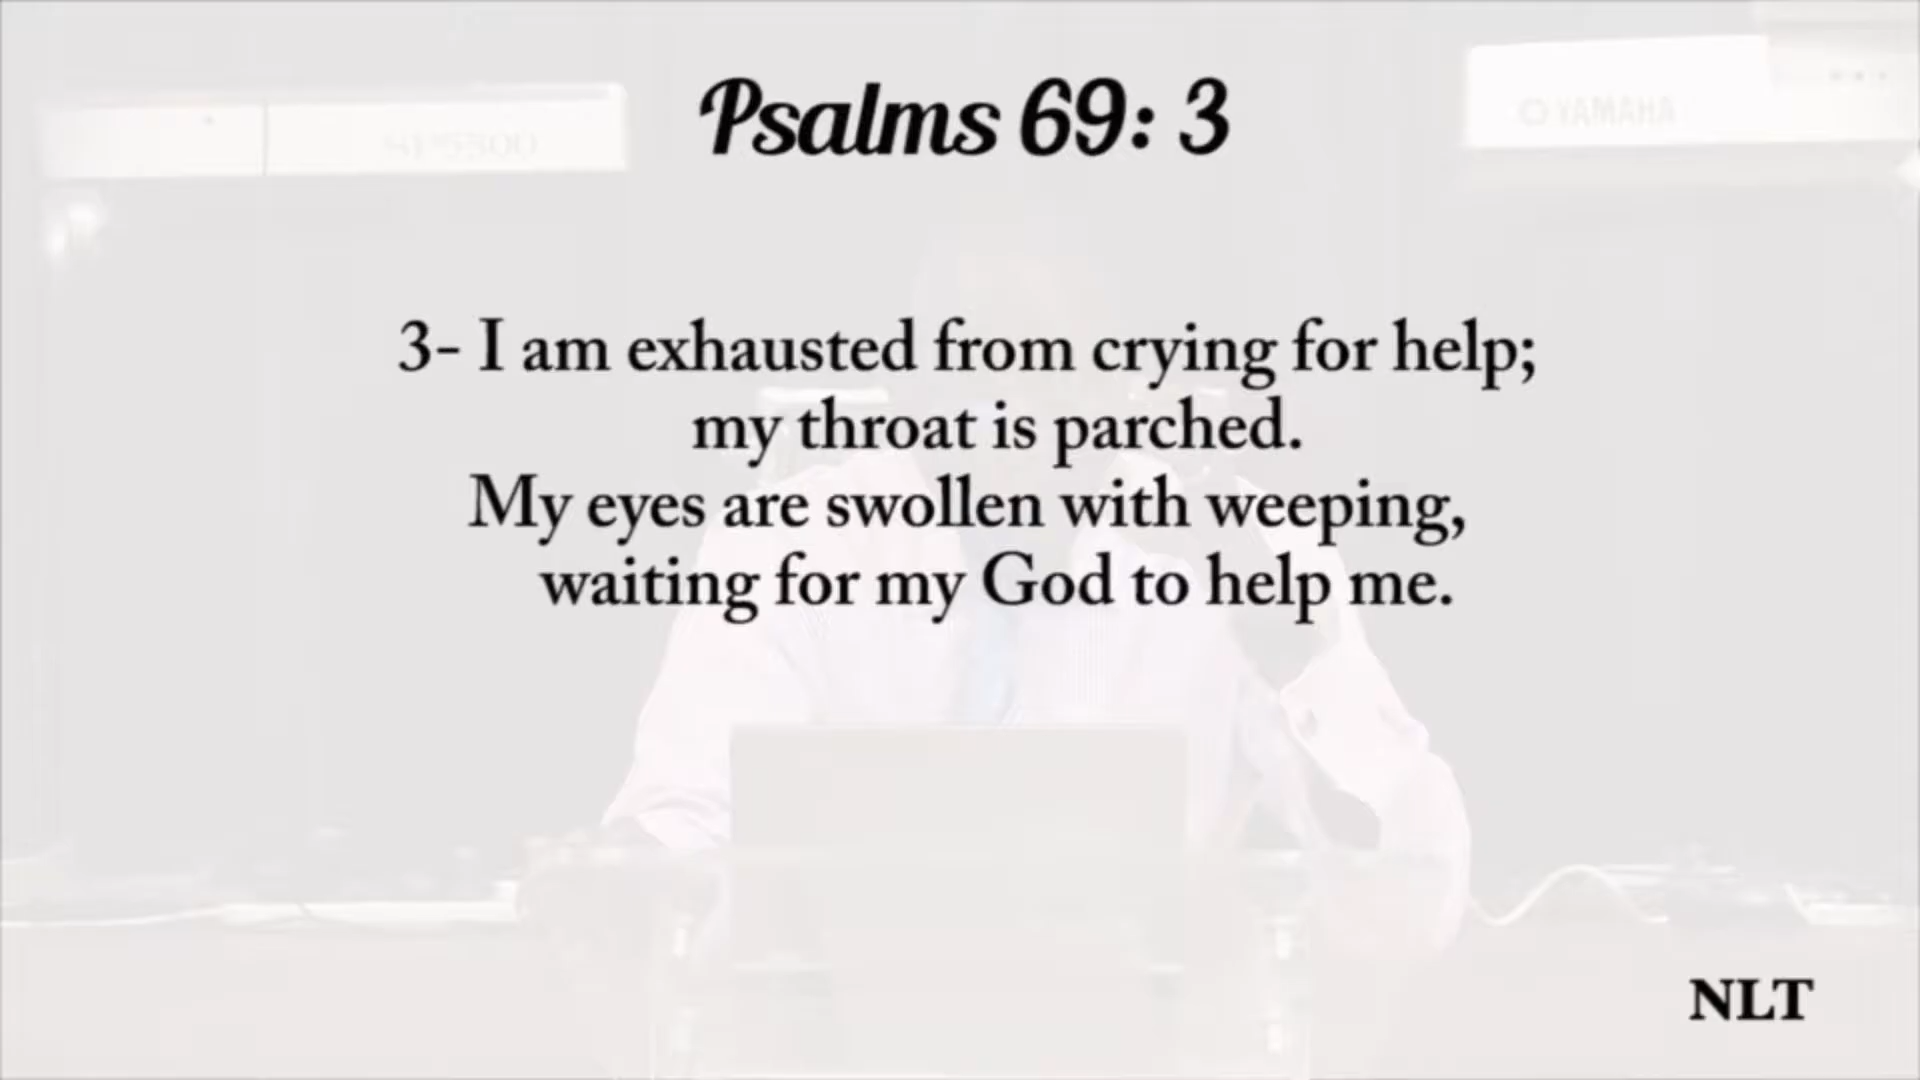 Psalms 69: 3
YAMAHA
3- I am exhausted from crying for help;
my throat is parched.
My eyes are swollen with weeping,
waiting for my God to help me.
NLT